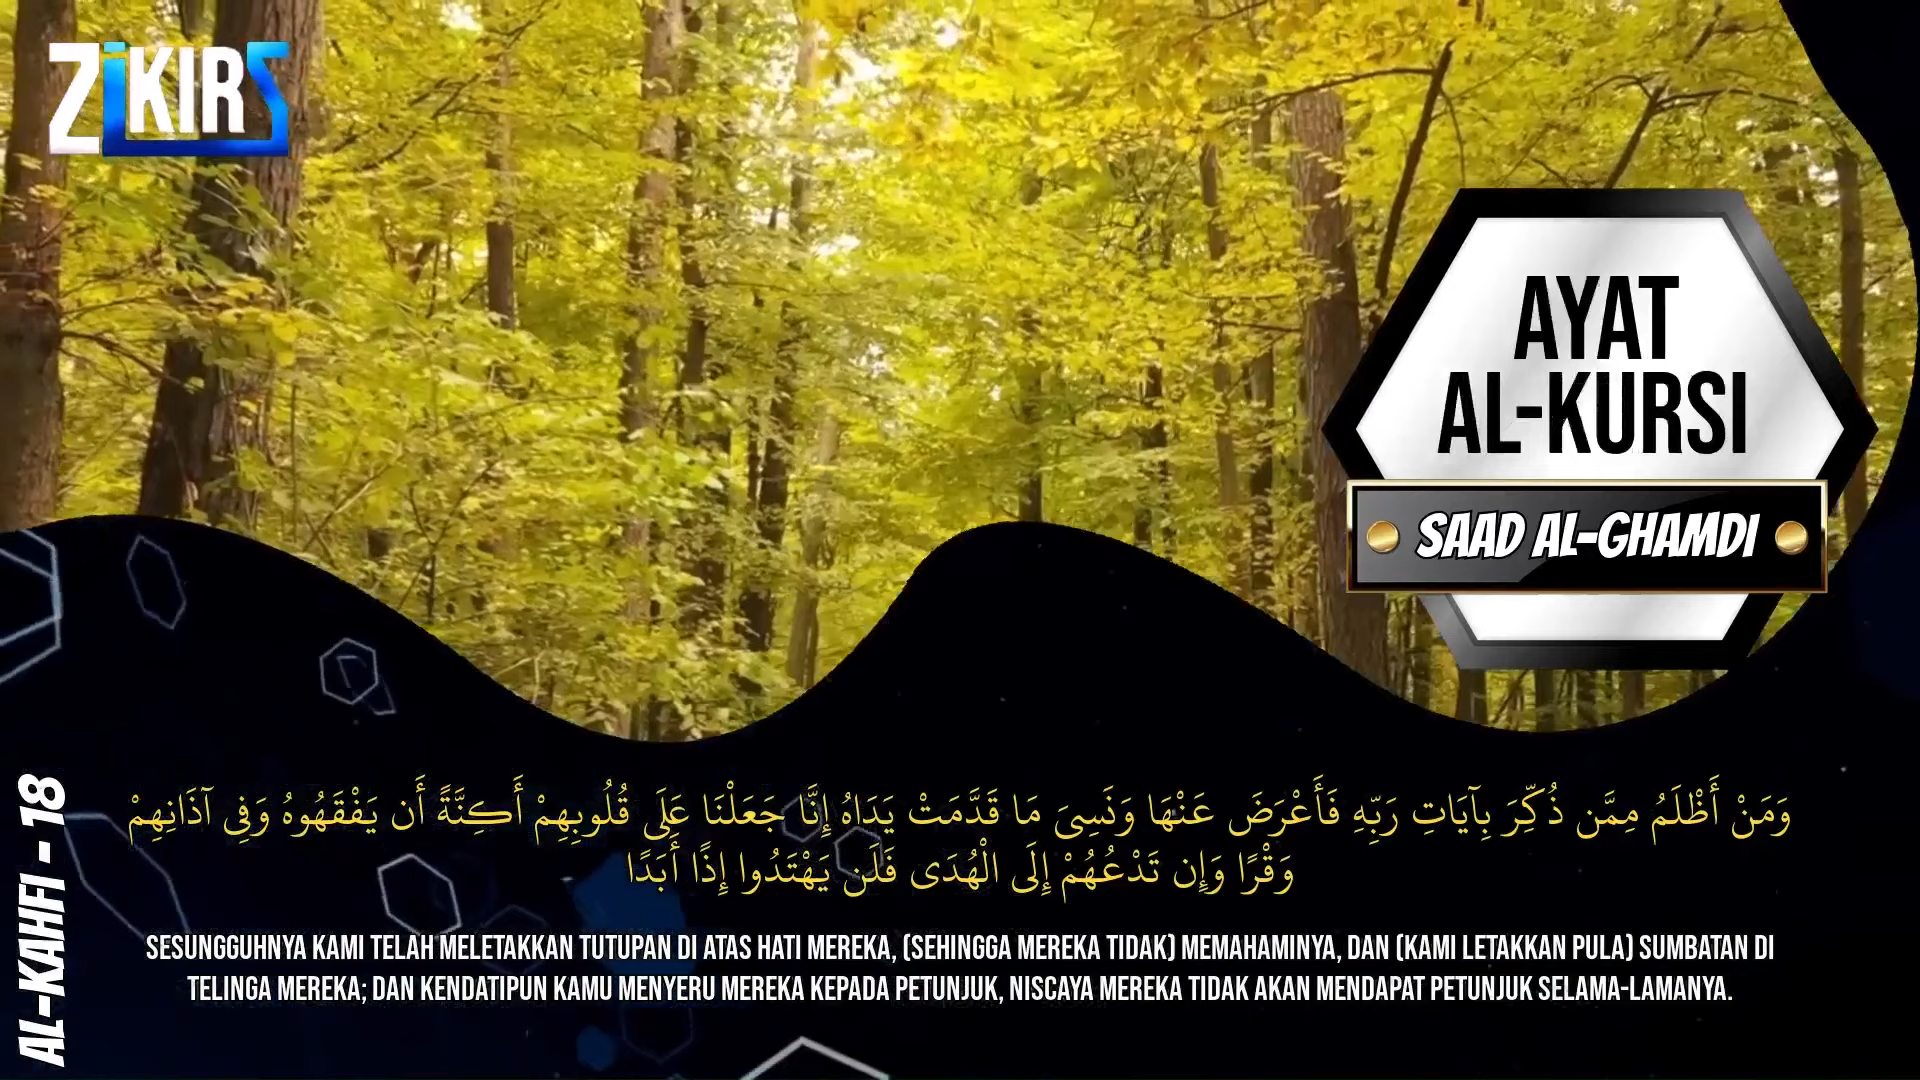 ZiKIRS
AYAT
AL-KURSI
SAAD AL-GHAMDI
AL-KAHFI - 18
وَمَنْ أَظْلَمُ مِمَّن ذُكِّرَ بِآيَاتِ رَبِّهِ فَأَعْرَضَ عَنْهَا وَنَسِىَ مَا قَدَّمَتْ يَدَاهُ إِنَّا جَعَلْنَا عَلَى قُلُوبِهِمْ أَكِنَّةً أَن يَفْقَهُوهُ وَفِى آذَانِهِمْ
وَقْرًا وَإِن تَدْعُهُمْ إِلَى الْهُدَى فَلَن يَهْتَدُوا إِذًا أَبَدًا
SESUNGGUHNYA KAMI TELAH MELETAKKAN TUTUPAN DI ATAS HATI MEREKA, (SEHINGGA MEREKA TIDAK) MEMAHAMINYA, DAN (KAMI LETAKKAN PULA) SUMBATAN DI
TELINGA MEREKA; DAN KENDATIPUN KAMU MENYERU MEREKA KEPADA PETUNJUK, NISCAYA MEREKA TIDAK AKAN MENDAPAT PETUNJUK SELAMA-LAMANYA.